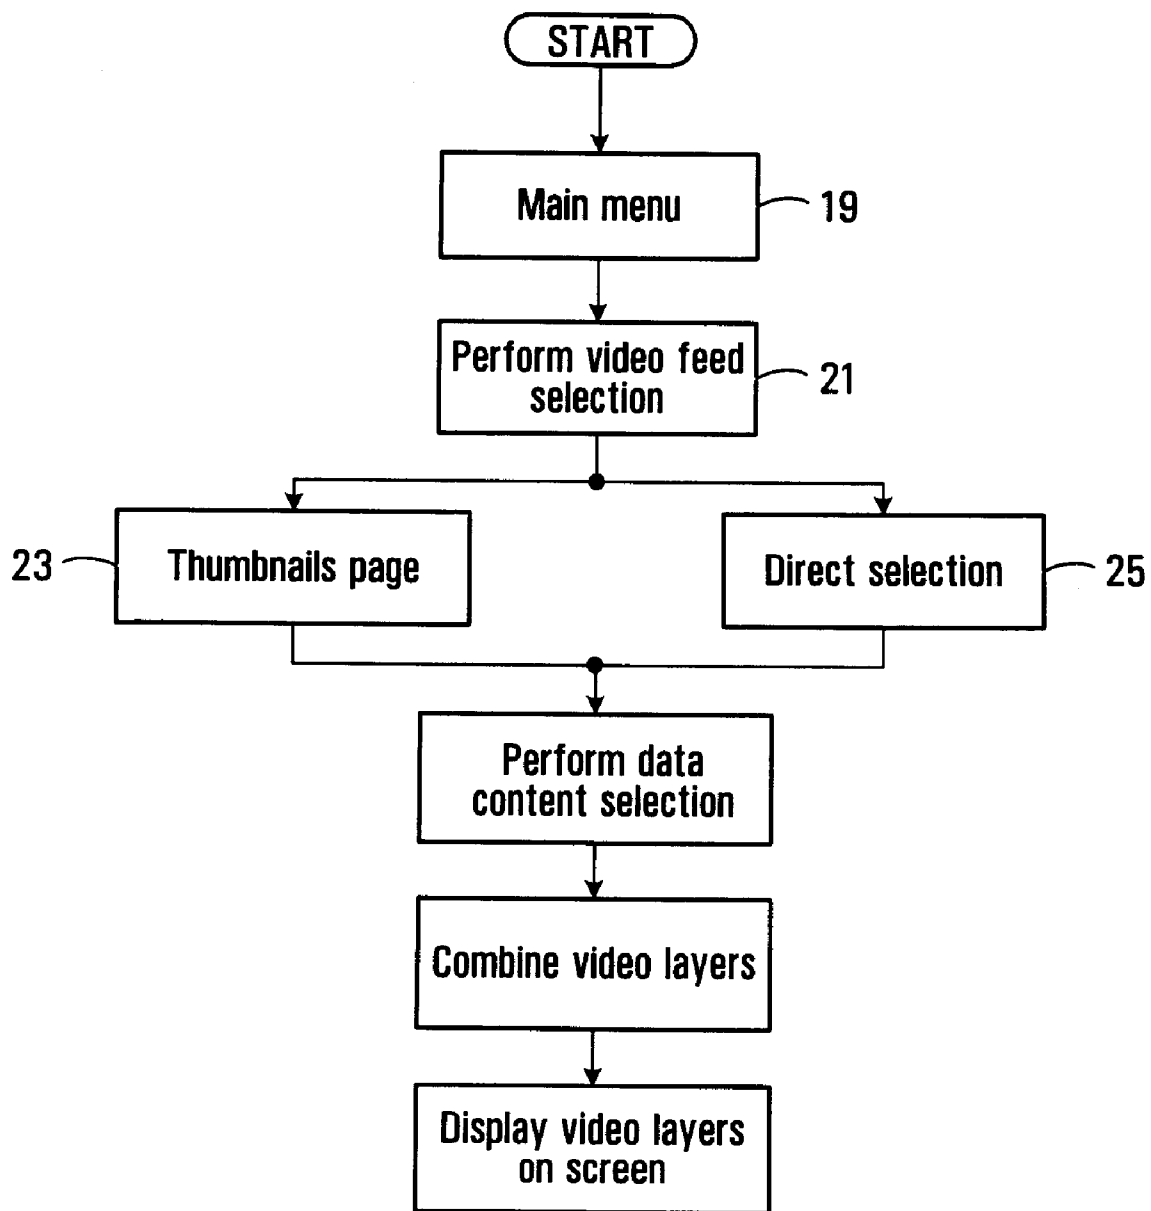 START
Main menu
19
Perform video feed
selection
21
23
Thumbnails page
Direct selection
25
Perform data
content selection
Combine video layers
Display video layers
on screen